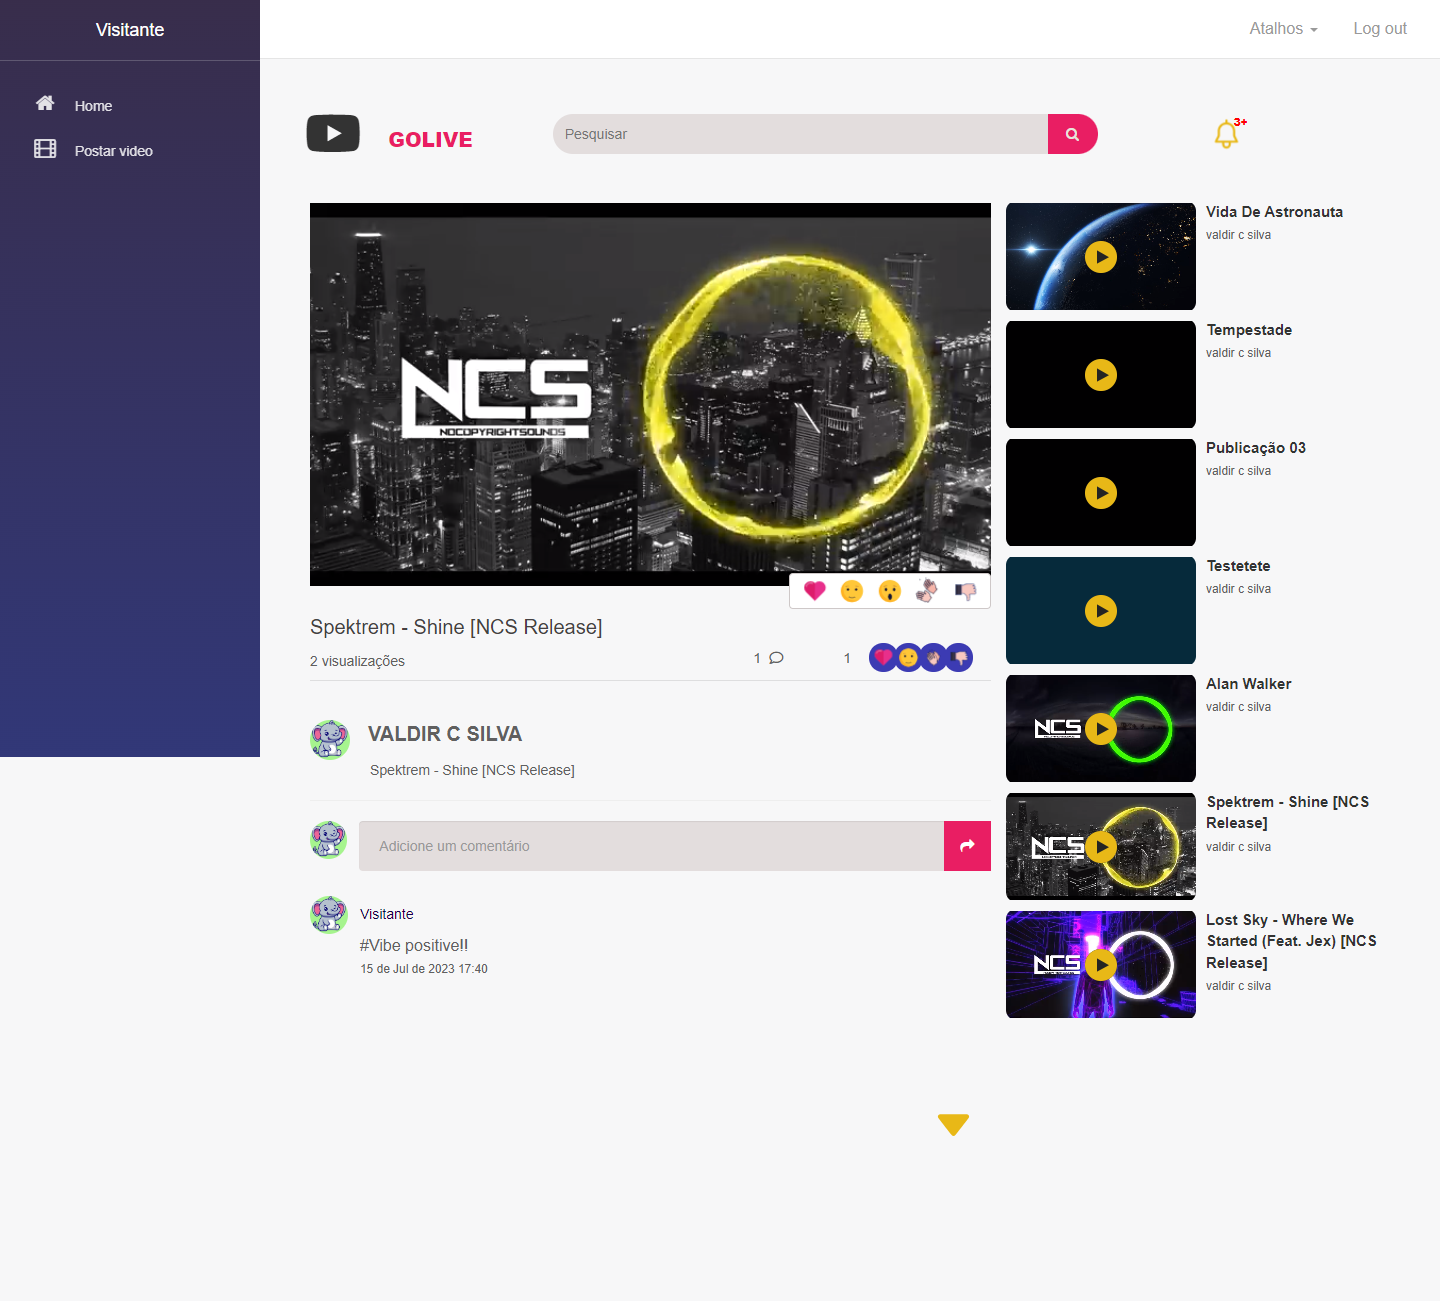 Visitante
Atalhos
Log out
Home
Postar video
GOLIVE
Pesquisar
3+
NCS
NOCOPYRIGHTSOUNDS
Spektrem - Shine [NCS Release]
2 visualizações
1
1
VALDIR C SILVA
Spektrem - Shine [NCS Release]
Adicione um comentário
Visitante
#Vibe positive!!
15 de Jul de 2023 17:40
Vida De Astronauta
valdir c silva
Tempestade
valdir c silva
Publicação 03
valdir c silva
Testetete
valdir c silva
NCS
Alan Walker
valdir c silva
NCS
Spektrem - Shine [NCS
Release]
valdir c silva
NCS
Lost Sky - Where We
Started (Feat. Jex) [NCS
Release]
valdir c silva